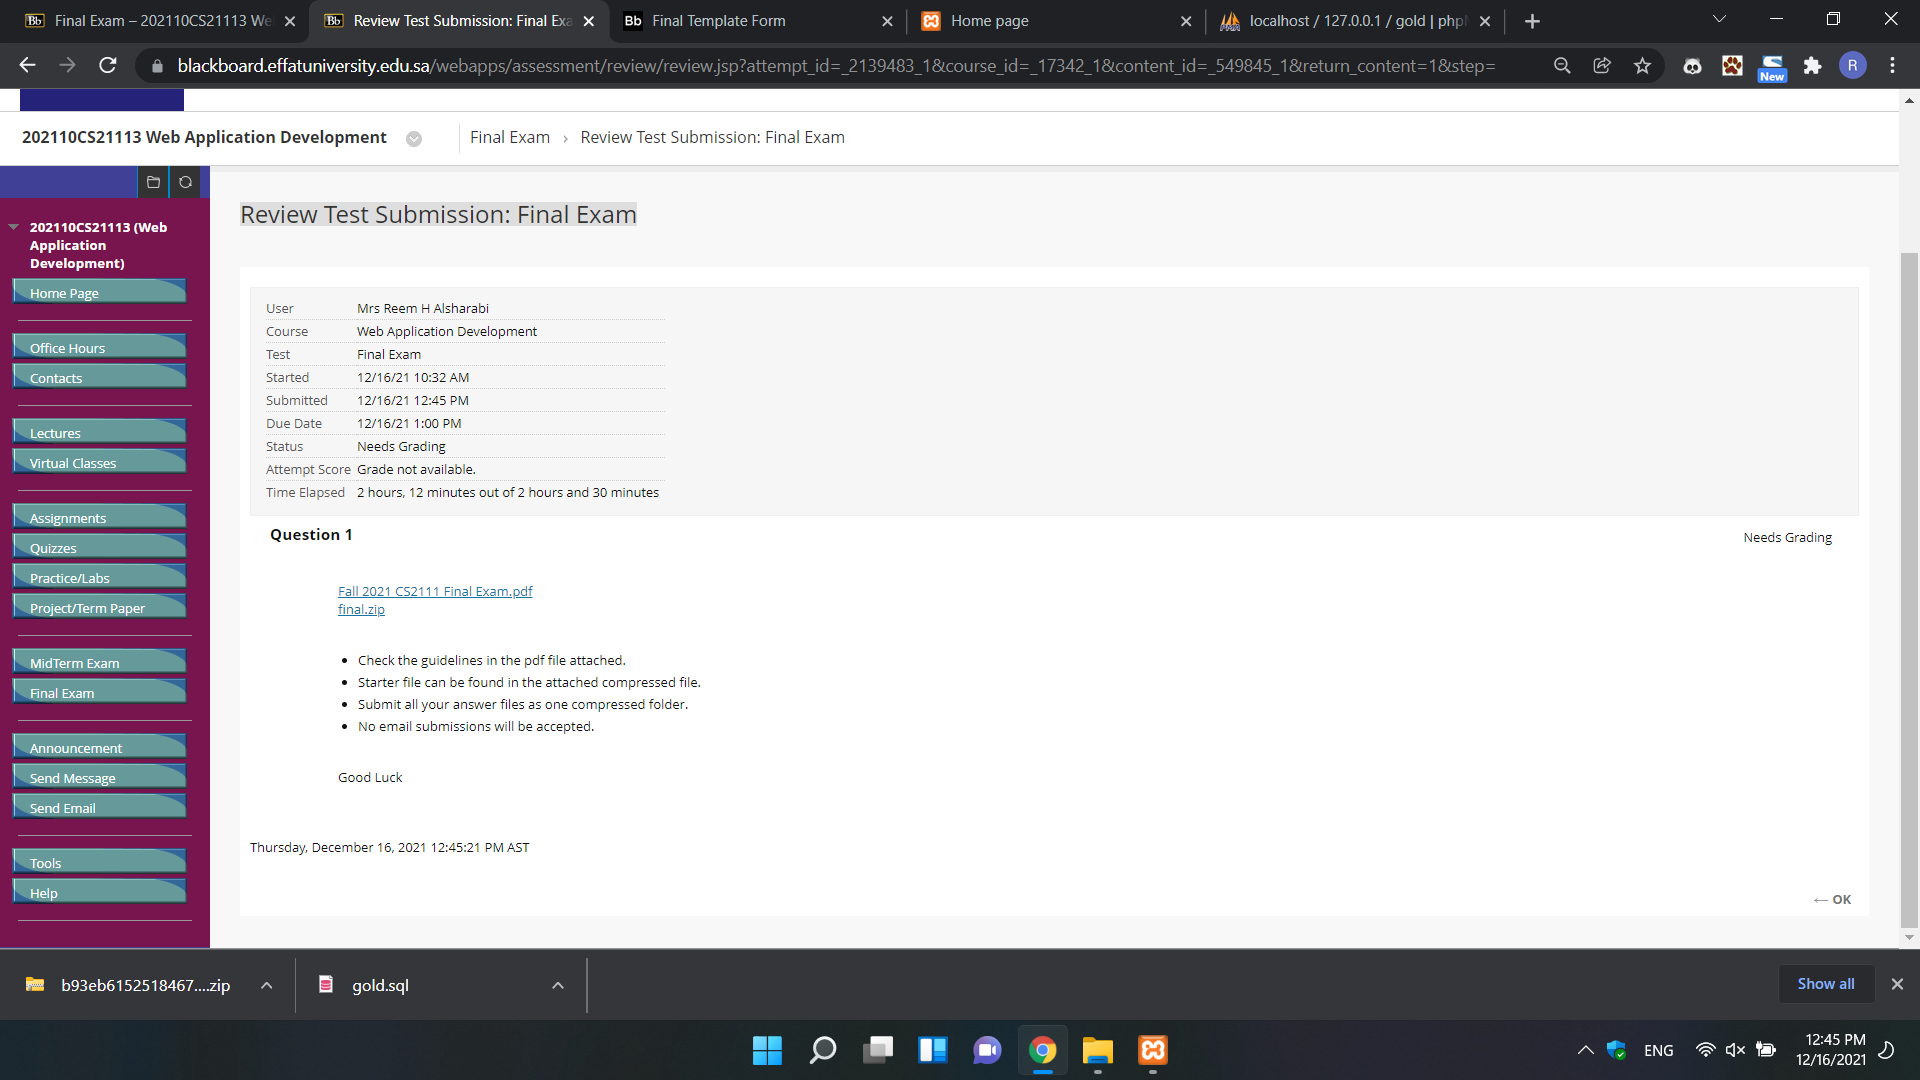 Final Exam – 202110CS21113 We
Review Test Submission: Final Exa
Bb Final Template Form
Home page
localhost / 127.0.0.1 / gold | php
blackboard.effatuniversity.edu.sa/webapps/assessment/review/review.jsp?attempt_id=_2139483_1&course_id=_17342_1&content_id=_549845_1&return_content=1&step=
New
R
202110CS21113 Web Application Development
Final Exam › Review Test Submission: Final Exam
202110CS21113 (Web
Application
Development)
Home Page
Office Hours
Contacts
Lectures
Virtual Classes
Assignments
Quizzes
Practice/Labs
Project/Term Paper
MidTerm Exam
Final Exam
Announcement
Send Message
Send Email
Tools
Help
Review Test Submission: Final Exam
User Mrs Reem H Alsharabi
Course Web Application Development
Test Final Exam
Started 12/16/21 10:32 AM
Submitted 12/16/21 12:45 PM
Due Date 12/16/21 1:00 PM
Status Needs Grading
Attempt Score Grade not available.
Time Elapsed 2 hours, 12 minutes out of 2 hours and 30 minutes
Question 1
Needs Grading
Fall 2021 CS2111 Final Exam.pdf
final.zip
• Check the guidelines in the pdf file attached.
• Starter file can be found in the attached compressed file.
• Submit all your answer files as one compressed folder.
• No email submissions will be accepted.
Good Luck
Thursday, December 16, 2021 12:45:21 PM AST
← OK
b93eb6152518467....zip
gold.sql
Show all
ENG
12:45 PM
12/16/2021